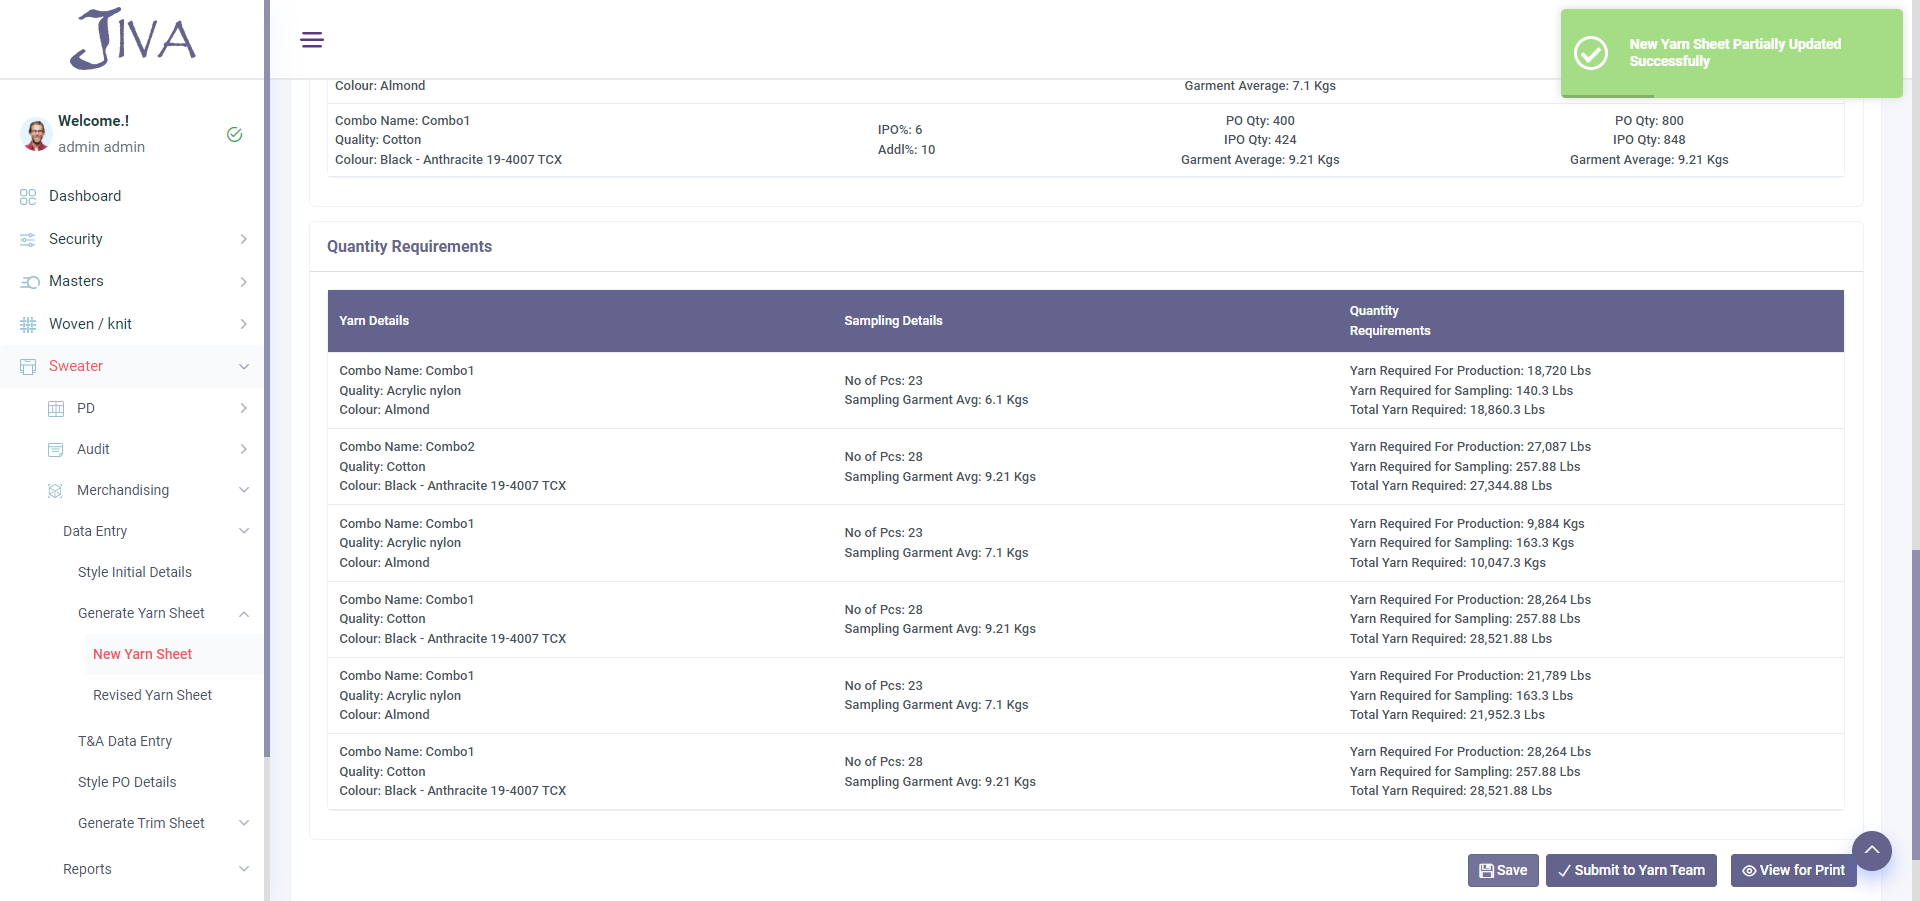 JIVA
New Yarn Sheet Partially Updated
Successfully
Welcome.!
admin admin
Dashboard
Security
Masters
Woven / knit
Sweater
PD
Audit
Merchandising
Data Entry
Style Initial Details
Generate Yarn Sheet
New Yarn Sheet
Revised Yarn Sheet
T&A Data Entry
Style PO Details
Generate Trim Sheet
Reports
Colour: Almond
Garment Average: 7.1 Kgs
Combo Name: Combo1
Quality: Cotton
Colour: Black - Anthracite 19-4007 TCX
IPO%: 6
Addl%: 10
PO Qty: 400
IPO Qty: 424
Garment Average: 9.21 Kgs
PO Qty: 800
IPO Qty: 848
Garment Average: 9.21 Kgs
Quantity Requirements
Yarn Details
Sampling Details
Quantity
Requirements
Combo Name: Combo1
Quality: Acrylic nylon
Colour: Almond
No of Pcs: 23
Sampling Garment Avg: 6.1 Kgs
Yarn Required For Production: 18,720 Lbs
Yarn Required for Sampling: 140.3 Lbs
Total Yarn Required: 18,860.3 Lbs
Combo Name: Combo2
Quality: Cotton
Colour: Black - Anthracite 19-4007 TCX
No of Pcs: 28
Sampling Garment Avg: 9.21 Kgs
Yarn Required For Production: 27,087 Lbs
Yarn Required for Sampling: 257.88 Lbs
Total Yarn Required: 27,344.88 Lbs
Combo Name: Combo1
Quality: Acrylic nylon
Colour: Almond
No of Pcs: 23
Sampling Garment Avg: 7.1 Kgs
Yarn Required For Production: 9,884 Kgs
Yarn Required for Sampling: 163.3 Kgs
Total Yarn Required: 10,047.3 Kgs
Combo Name: Combo1
Quality: Cotton
Colour: Black - Anthracite 19-4007 TCX
No of Pcs: 28
Sampling Garment Avg: 9.21 Kgs
Yarn Required For Production: 28,264 Lbs
Yarn Required for Sampling: 257.88 Lbs
Total Yarn Required: 28,521.88 Lbs
Combo Name: Combo1
Quality: Acrylic nylon
Colour: Almond
No of Pcs: 23
Sampling Garment Avg: 7.1 Kgs
Yarn Required For Production: 21,789 Lbs
Yarn Required for Sampling: 163.3 Lbs
Total Yarn Required: 21,952.3 Lbs
Combo Name: Combo1
Quality: Cotton
Colour: Black - Anthracite 19-4007 TCX
No of Pcs: 28
Sampling Garment Avg: 9.21 Kgs
Yarn Required For Production: 28,264 Lbs
Yarn Required for Sampling: 257.88 Lbs
Total Yarn Required: 28,521.88 Lbs
Save
Submit to Yarn Team
View for Print